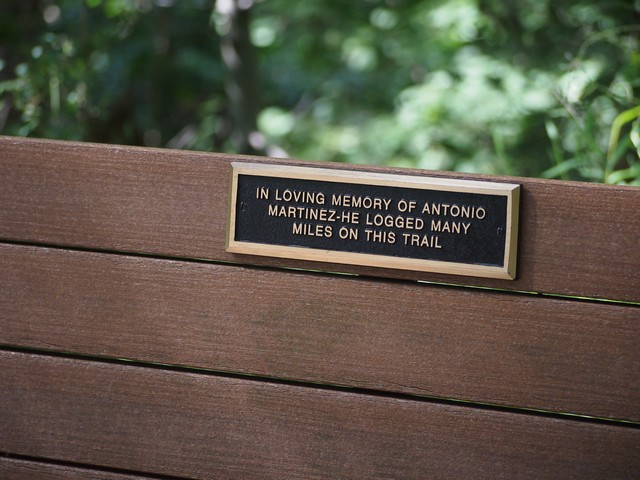 IN LOVING MEMORY OF ANTONIO
MARTINEZ-HE LOGGED MANY
MILES ON THIS TRAIL